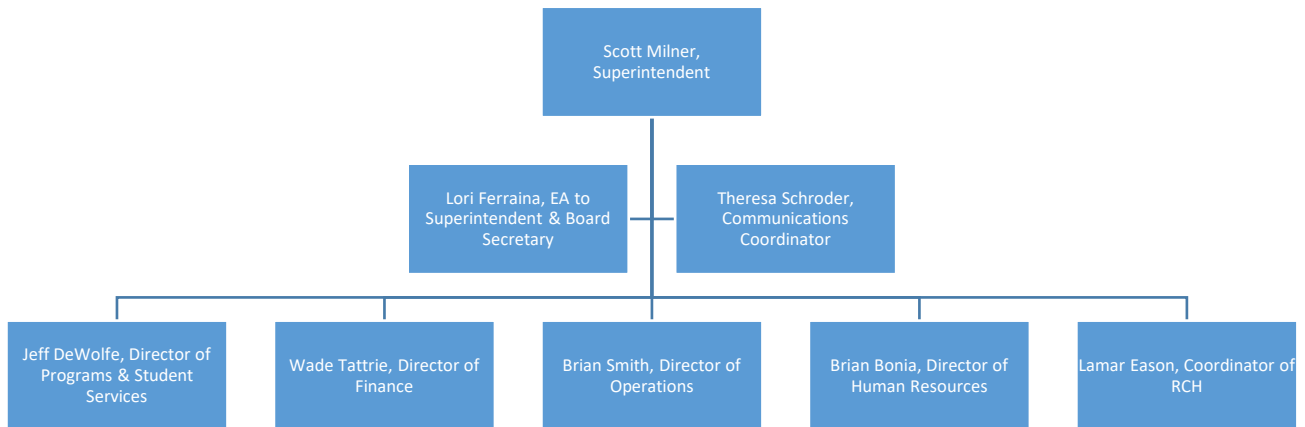 Scott Milner,
Superintendent
Lori Ferraina, EA to
Superintendent & Board
Secretary
Theresa Schroder,
Communications
Coordinator
Jeff DeWolfe, Director of
Programs & Student
Services
Wade Tattrie, Director of
Finance
Brian Smith, Director of
Operations
Brian Bonia, Director of
Human Resources
Lamar Eason, Coordinator of
RCH